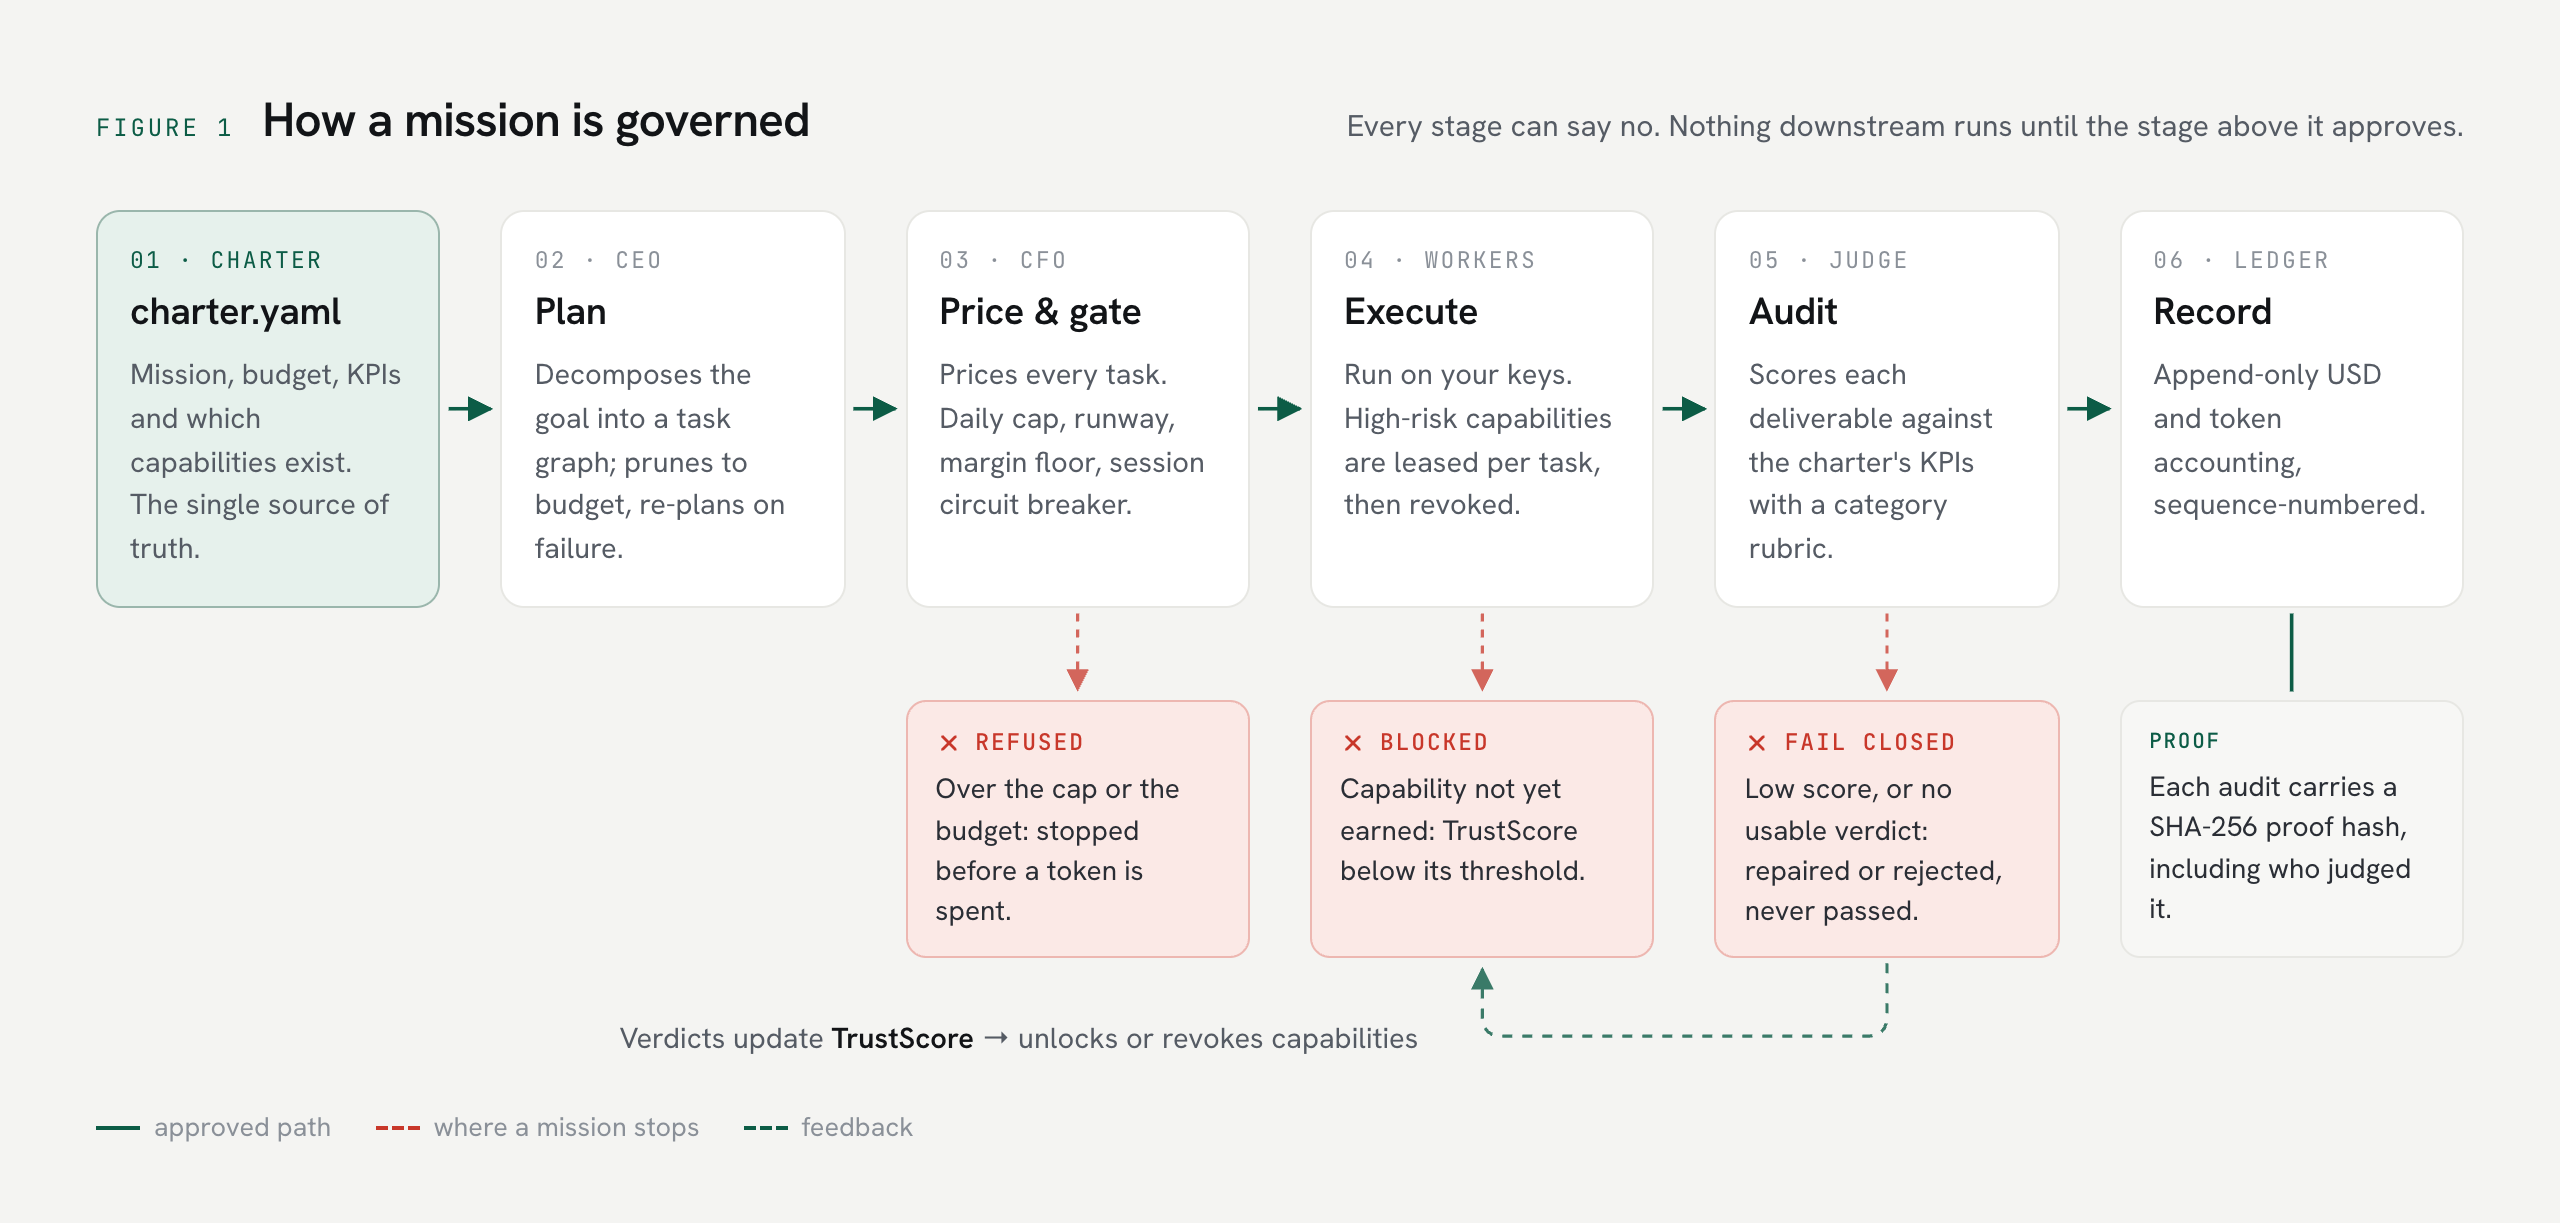 FIGURE 1 How a mission is governed
Every stage can say no. Nothing downstream runs until the stage above it approves.
01 · CHARTER
charter.yaml
Mission, budget, KPIs
and which
capabilities exist.
The single source of
truth.
02 · CEO
Plan
Decomposes the
goal into a task
graph; prunes to
budget, re-plans on
failure.
03 · CFO
Price & gate
Prices every task.
Daily cap, runway,
margin floor, session
circuit breaker.
04 · WORKERS
Execute
Run on your keys.
High-risk capabilities
are leased per task,
then revoked.
05 · JUDGE
Audit
Scores each
deliverable against
the charter's KPIs
with a category
rubric.
06 · LEDGER
Record
Append-only USD
and token
accounting,
sequence-numbered.
✕ REFUSED
Over the cap or the
budget: stopped
before a token is
spent.
✕ BLOCKED
Capability not yet
earned: TrustScore
below its threshold.
✕ FAIL CLOSED
Low score, or no
usable verdict:
repaired or rejected,
never passed.
PROOF
Each audit carries a
SHA-256 proof hash,
including who judged
it.
Verdicts update TrustScore → unlocks or revokes capabilities
approved path
where a mission stops
feedback